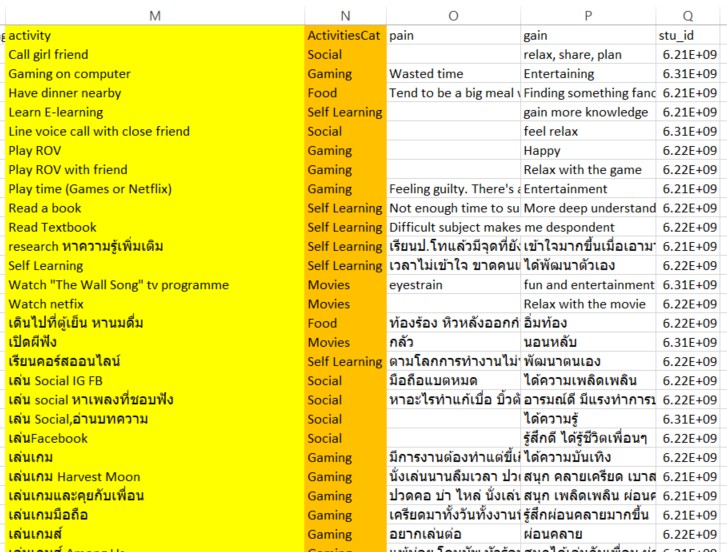 M N O P Q
activity ActivitiesCat pain gain stu_id
Call girl friend Social relax, share, plan 6.21E+09
Gaming on computer Gaming Wasted time Entertaining 6.31E+09
Have dinner nearby Food Tend to be a big meal Finding something fanc 6.21E+09
Learn E-learning Self Learning gain more knowledge 6.21E+09
Line voice call with close friend Social feel relax 6.31E+09
Play ROV Gaming Happy 6.22E+09
Play ROV with friend Gaming Relax with the game 6.22E+09
Play time (Games or Netflix) Gaming Feeling guilty. There's a Entertainment 6.21E+09
Read a book Self Learning Not enough time to su More deep understand 6.22E+09
Read Textbook Self Learning Difficult subject makes me despondent 6.22E+09
research หาความรู้เพิ่มเติม Self Learning เรียนป.โทแล้วมีจุดที่ยัง เข้าใจมากขึ้นเมื่อเอามา 6.21E+09
Self Learning Self Learning เวลาไม่เข้าใจ ขาดคนแ ได้พัฒนาตัวเอง 6.22E+09
Watch "The Wall Song" tv programme Movies eyestrain fun and entertainment 6.31E+09
Watch netfix Movies Relax with the movie 6.22E+09
เดินไปที่ตู้เย็น หานมดื่ม Food ท้องร้อง หิวหลังออกกํ อิ่มท้อง 6.22E+09
เปิดผีฟัง Movies กลัว นอนหลับ 6.31E+09
เรียนคอร์สออนไลน์ Self Learning ตามโลกการทำงานไม่ พัฒนาตนเอง 6.22E+09
เล่น Social IG FB Social มือถือแบตหมด ได้ความเพลิดเพลิน 6.22E+09
เล่น social หาเพลงที่ชอบฟัง Social หาอะไรทำแก้เบื่อ บิ้วต์ อารมณ์ดี มีแรงทำการบ 6.22E+09
เล่น Social,อ่านบทความ Social ได้ความรู้ 6.31E+09
เล่นFacebook Social รู้สึกดี ได้รู้ชีวิตเพื่อนๆ 6.22E+09
เล่นเกม Gaming มีการงานต้องทำแต่ขี้เ ได้ความบันเทิง 6.22E+09
เล่นเกม Harvest Moon Gaming นั่งเล่นนานลืมเวลา ปวด สนุก คลายเครียด เบาส 6.21E+09
เล่นเกมและคุยกับเพื่อน Gaming ปวดคอ บ่า ไหล่ นั่งเล่น สนุก เพลิดเพลิน ผ่อนค 6.21E+09
เล่นเกมมือถือ Gaming เครียดมาทั้งวันทั้งงาน รู้สึกผ่อนคลายมากขึ้น 6.21E+09
เล่นเกมส์ Gaming อยากเล่นต่อ ผ่อนคลาย 6.22E+09
เล่นเกมส์ Among Us Gaming